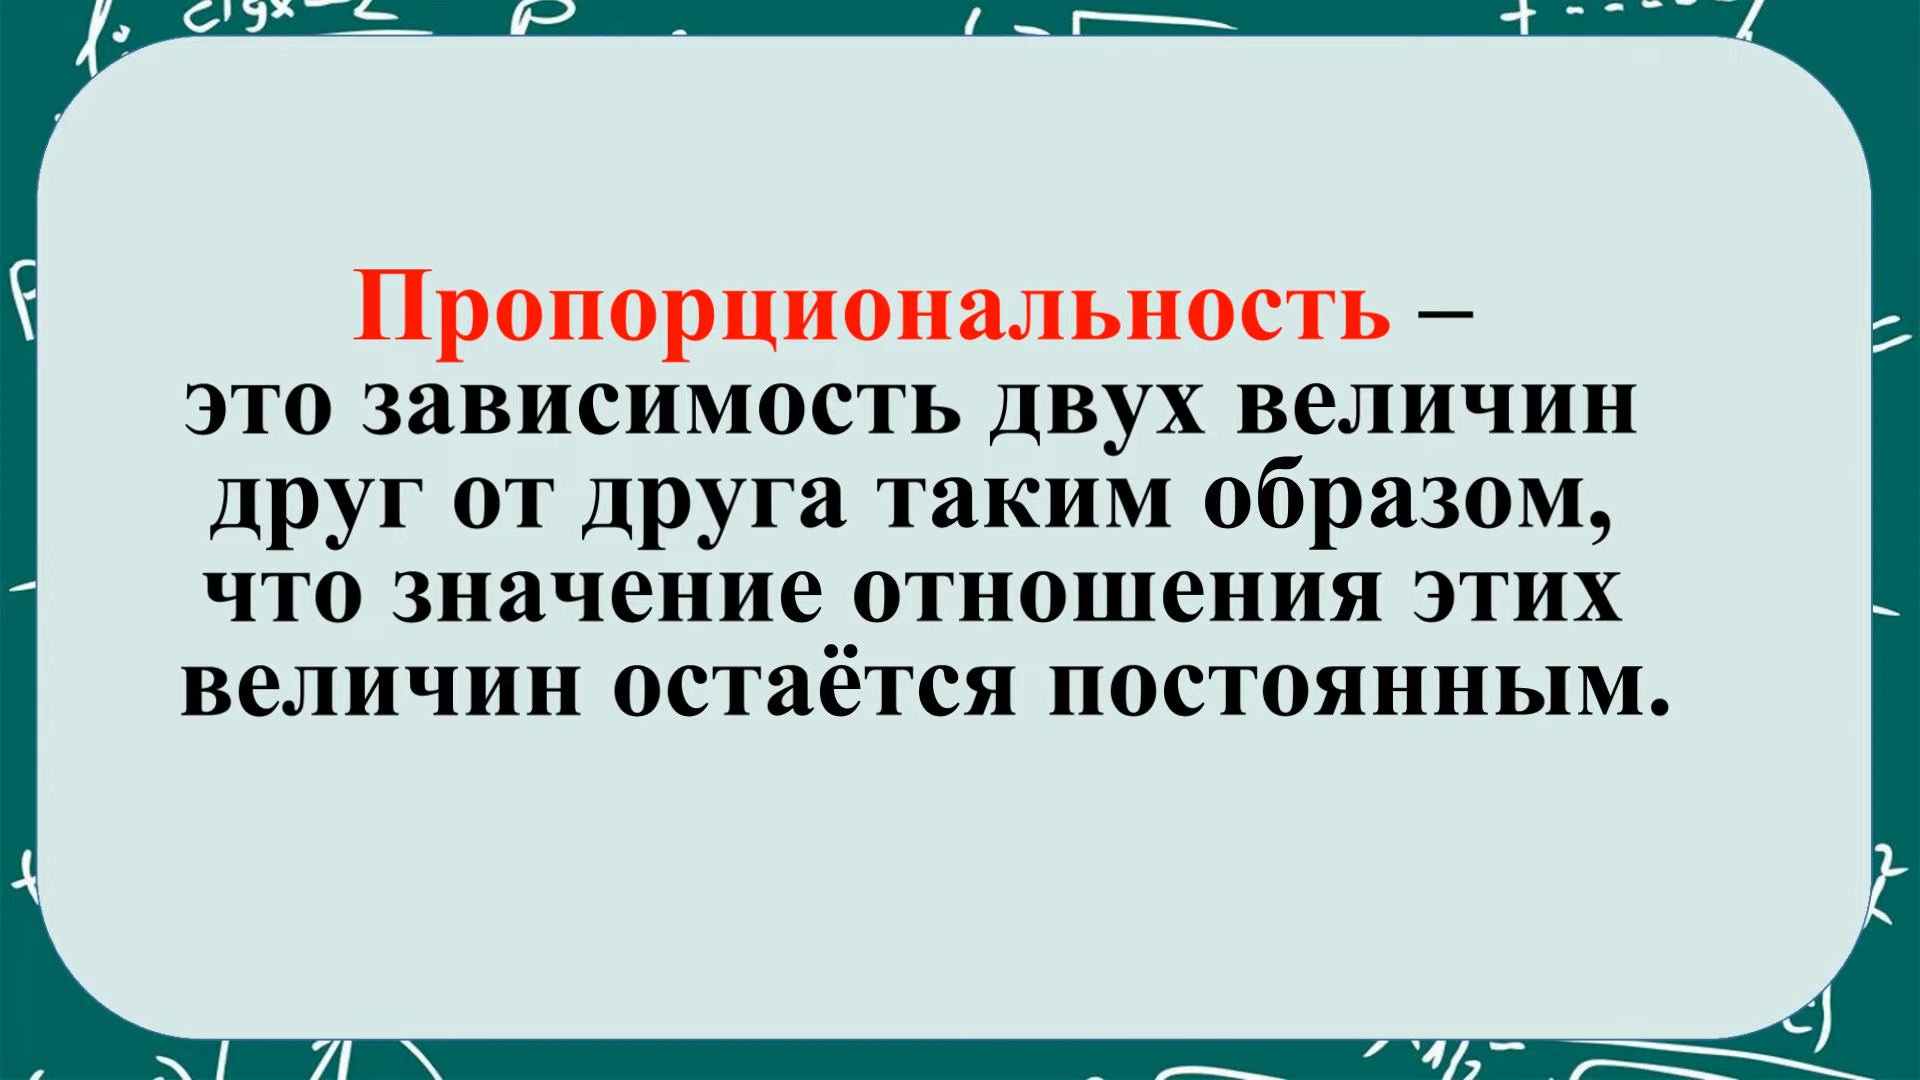 Пропорциональность –
это зависимость двух величин
друг от друга таким образом,
что значение отношения этих
величин остаётся постоянным.